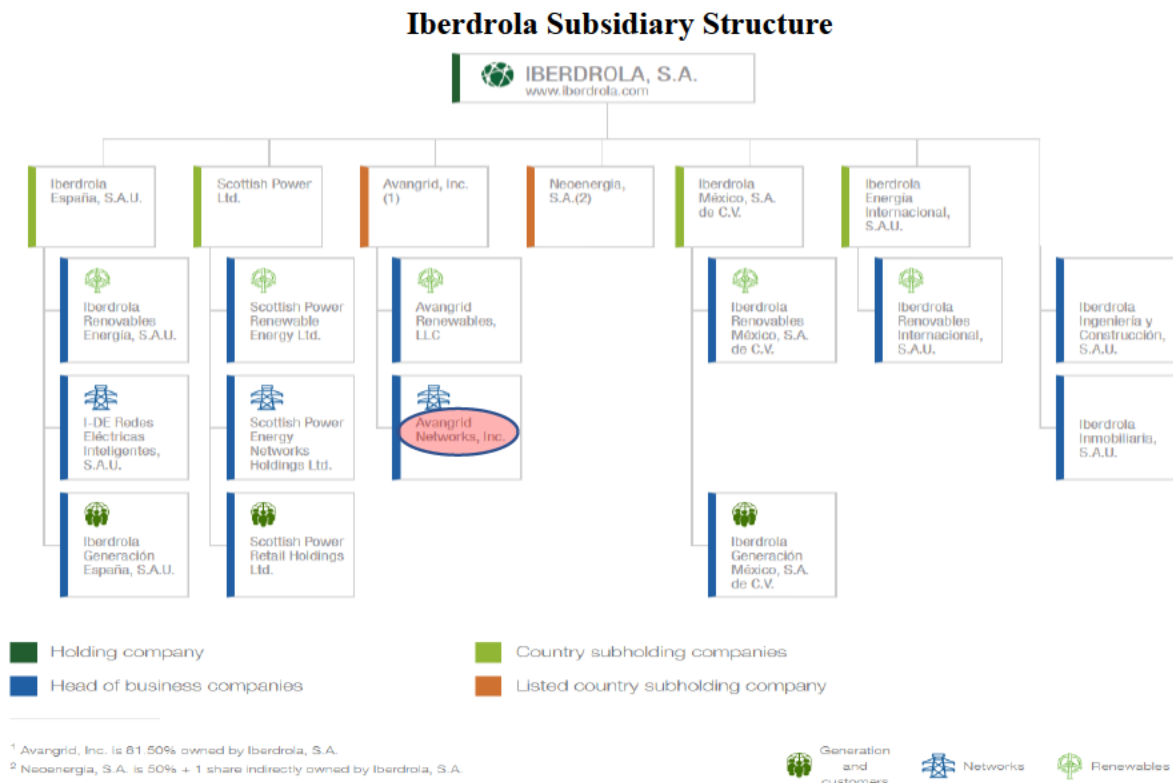 Iberdrola Subsidiary Structure
IBERDROLA, S.A.
www.iberdrola.com
Iberdrola
España, S.A.U.
Scottish Power
Ltd.
Avangrid, Inc.
(1)
Neoenergia,
S.A.(2)
Iberdrola
México, S.A.
de C.V.
Iberdrola
Energía
Internacional,
S.A.U.
Iberdrola
Renovables
Energía, S.A.U.
Scottish Power
Renewable
Energy Ltd.
Avangrid
Renewables,
LLC
Iberdrola
Renovables
México, S.A.
de C.V.
Iberdrola
Renovables
Internacional,
S.A.U.
Iberdrola
Ingeniería y
Construcción,
S.A.U.
I-DE Redes
Eléctricas
Inteligentes,
S.A.U.
Scottish Power
Energy
Networks
Holdings Ltd.
Avangrid
Networks, Inc.
Iberdrola
Inmobiliaria,
S.A.U.
Iberdrola
Generación
España, S.A.U.
Scottish Power
Retail Holdings
Ltd.
Iberdrola
Generación
México, S.A.
de C.V.
Holding company
Country subholding companies
Head of business companies
Listed country subholding company
1 Avangrid, Inc. is 81.50% owned by Iberdrola, S.A.
2 Neoenergia, S.A. is 50% + 1 share indirectly owned by Iberdrola, S.A.
Generation
and
customers
Networks
Renewables